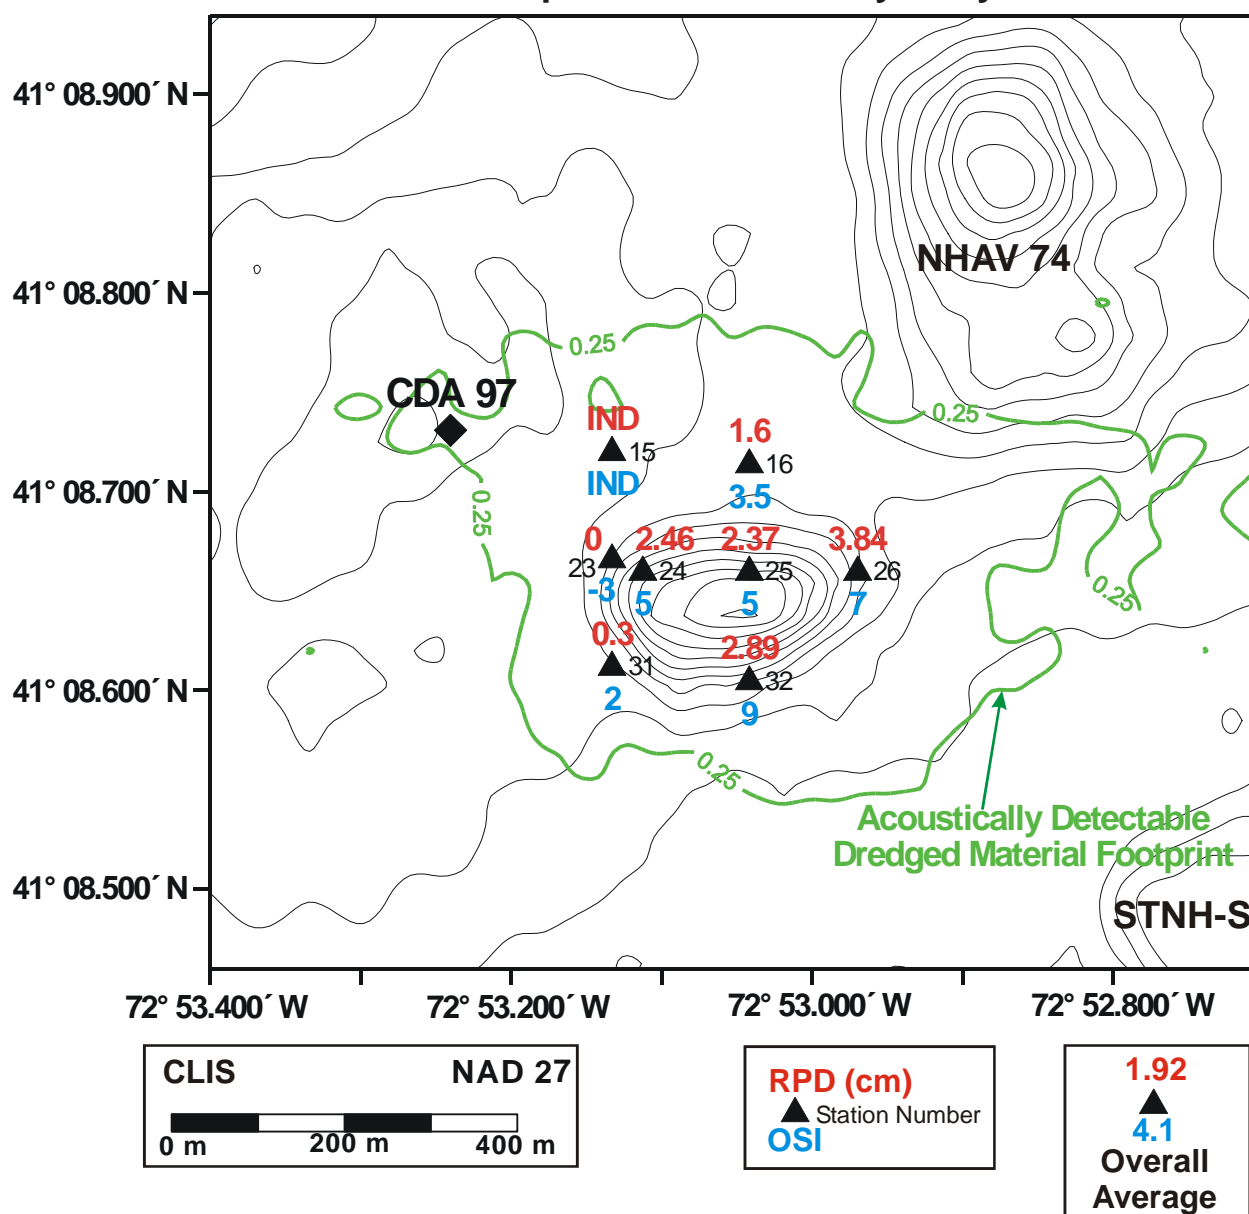 41° 08.900´ N
NHAV 74
41° 08.800´ N
0.25
CDA 97
0.25
IND
15
IND
1.6
16
3.5
41° 08.700´ N
0.25
0
23
-3
2.46
24
5
2.37
25
5
3.84
26
7
0.25
0.3
31
2
2.89
32
9
41° 08.600´ N
0.25
Acoustically Detectable
Dredged Material Footprint
41° 08.500´ N
STNH-S
72° 53.400´ W
72° 53.200´ W
72° 53.000´ W
72° 52.800´ W
CLIS NAD 27
0 m 200 m 400 m
RPD (cm)
Station Number
OSI
1.92
4.1
Overall
Average